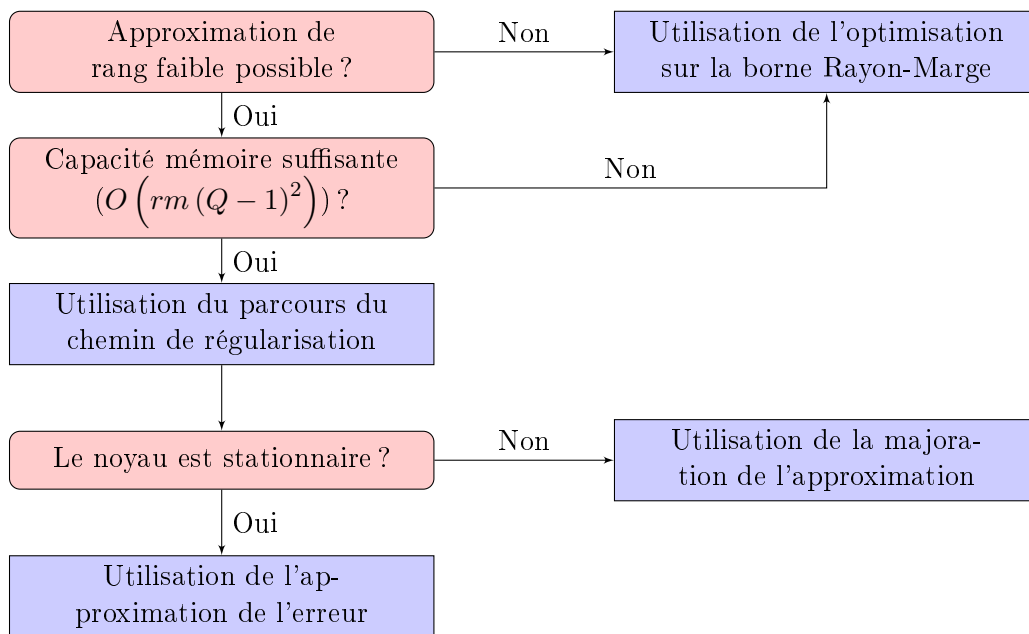 Approximation de
rang faible possible ?
Non
Utilisation de l'optimisation
sur la borne Rayon-Marge
Oui
Capacité mémoire suffisante
(O (rm (Q − 1)²)) ?
Non
Oui
Utilisation du parcours du
chemin de régularisation
Le noyau est stationnaire ?
Non
Utilisation de la majora-
tion de l'approximation
Oui
Utilisation de l'ap-
proximation de l'erreur